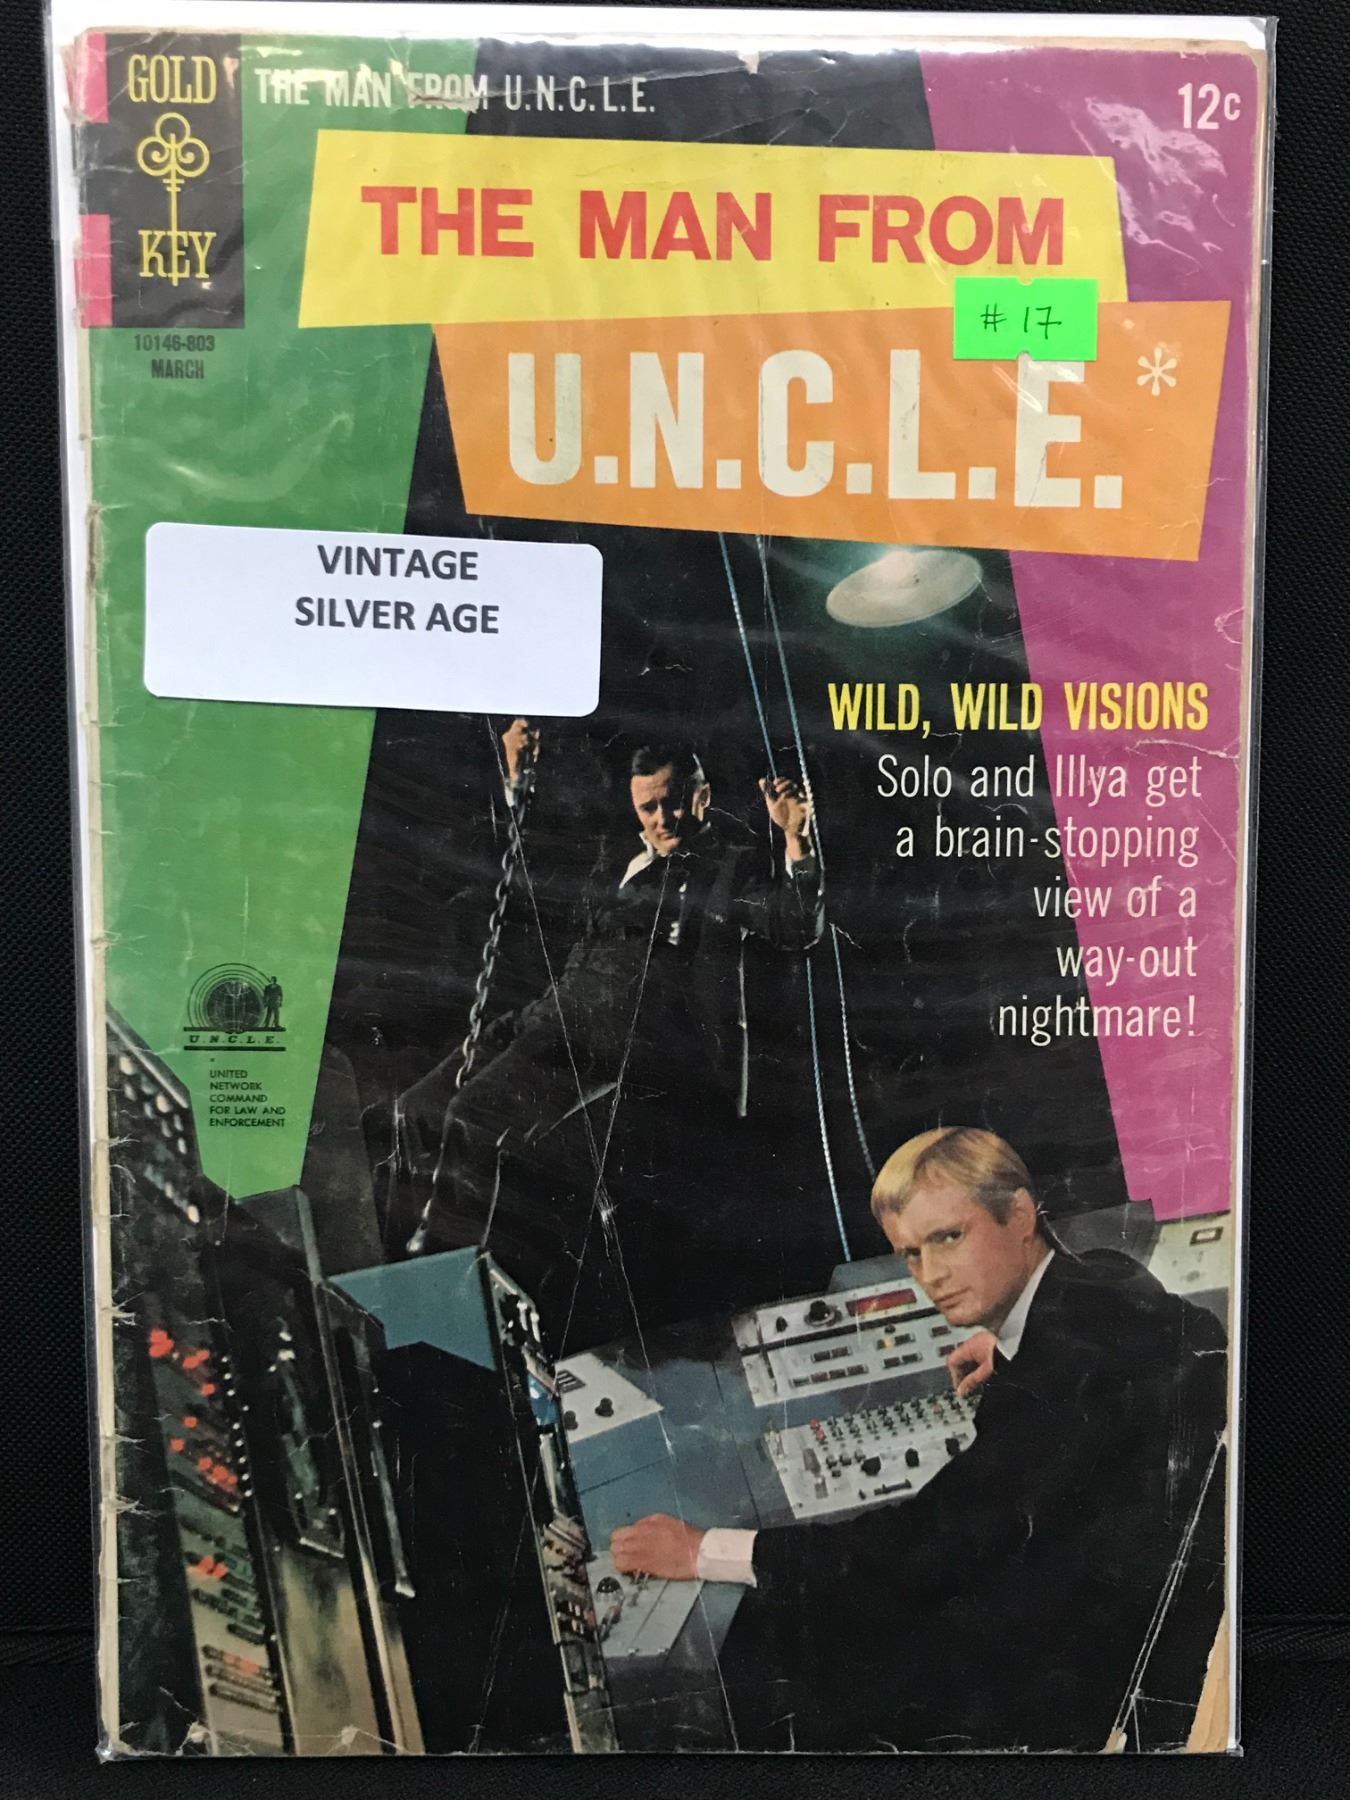 GOLD
KEY
THE MAN FROM U.N.C.L.E.
12c
THE MAN FROM
# 17
U.N.C.L.E.*
10146-803
MARCH
VINTAGE
SILVER AGE
WILD, WILD VISIONS
Solo and Illya get
a brain-stopping
view of a
way-out
nightmare!
U.N.C.L.E.
*
UNITED
NETWORK
COMMAND
FOR LAW AND
ENFORCEMENT